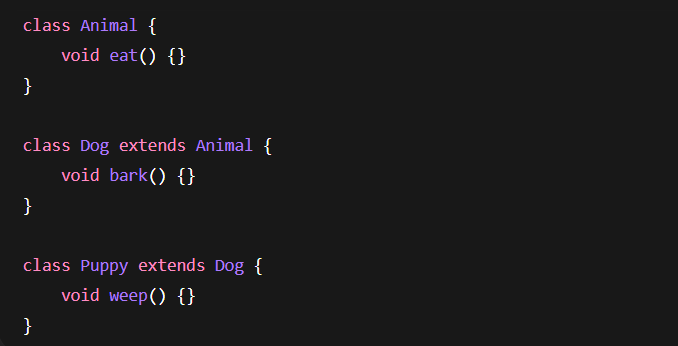 class Animal {
    void eat() {}
}

class Dog extends Animal {
    void bark() {}
}

class Puppy extends Dog {
    void weep() {}
}